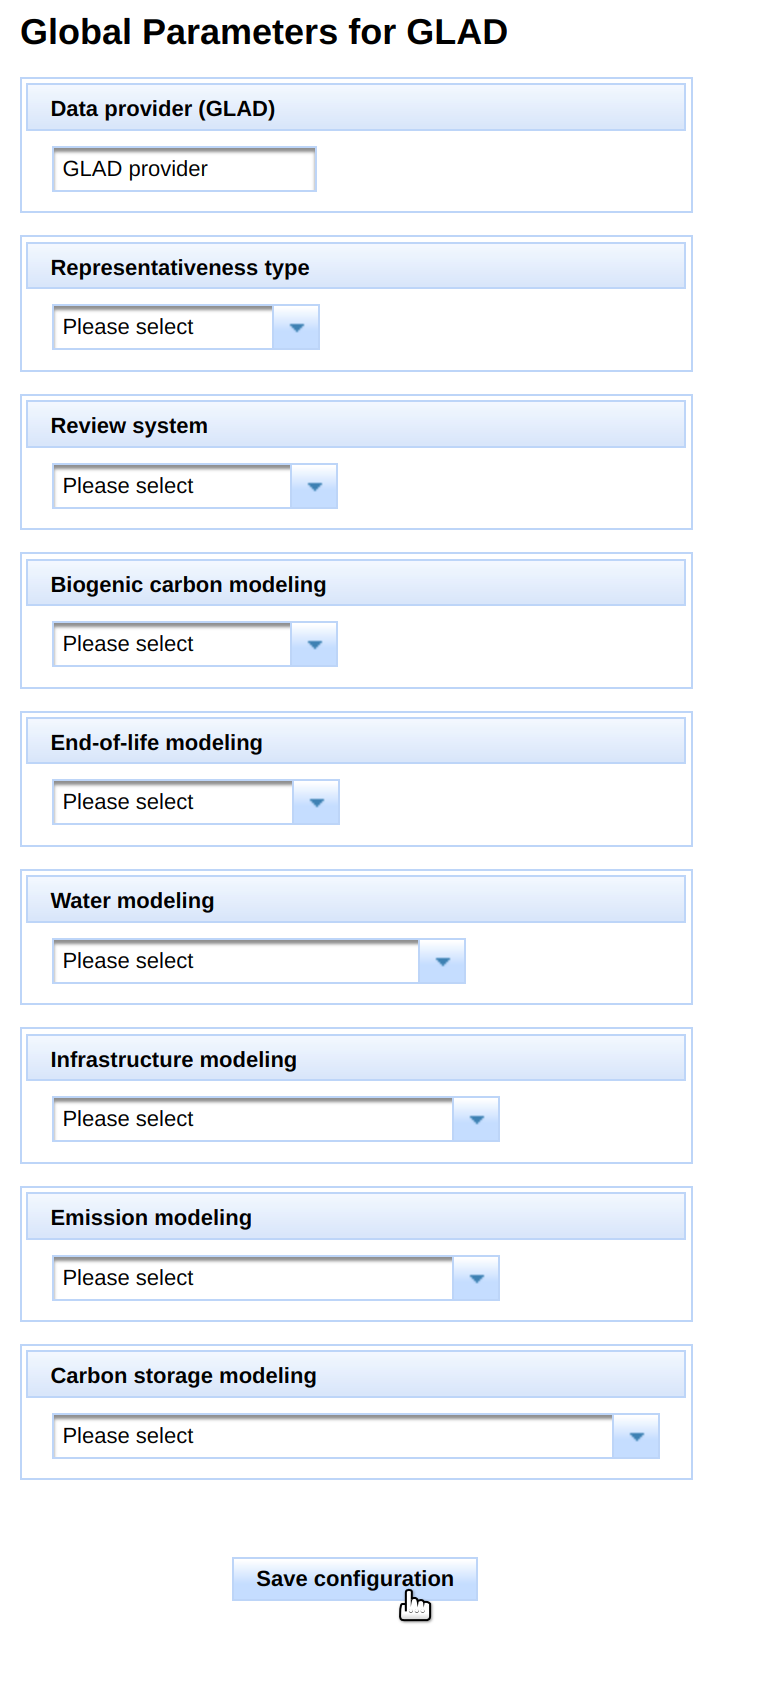 Global Parameters for GLAD
Data provider (GLAD)
GLAD provider
Representativeness type
Please select
Review system
Please select
Biogenic carbon modeling
Please select
End-of-life modeling
Please select
Water modeling
Please select
Infrastructure modeling
Please select
Emission modeling
Please select
Carbon storage modeling
Please select
Save configuration